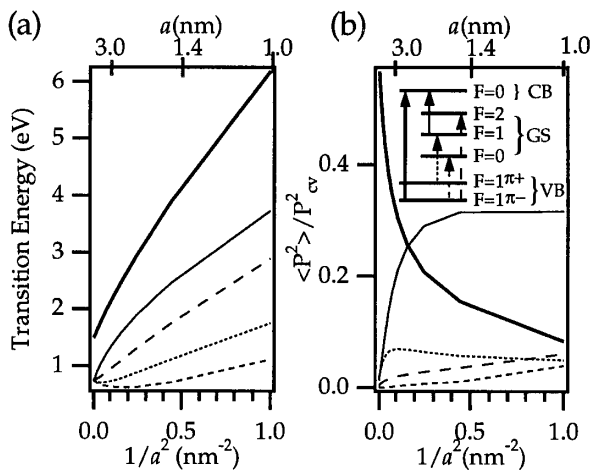 (a)
a(nm)
3.0 1.4 1.0
6
5
4
3
2
1
Transition Energy (eV)
0.0 0.5 1.0
1/a² (nm⁻²)
(b)
a(nm)
3.0 1.4 1.0
F=0 } CB
F=2
F=1 } GS
F=0
F=1π+ } VB
F=1π−
0.4
0.2
0.0
<P²>/P²cv
0.0 0.5 1.0
1/a² (nm⁻²)